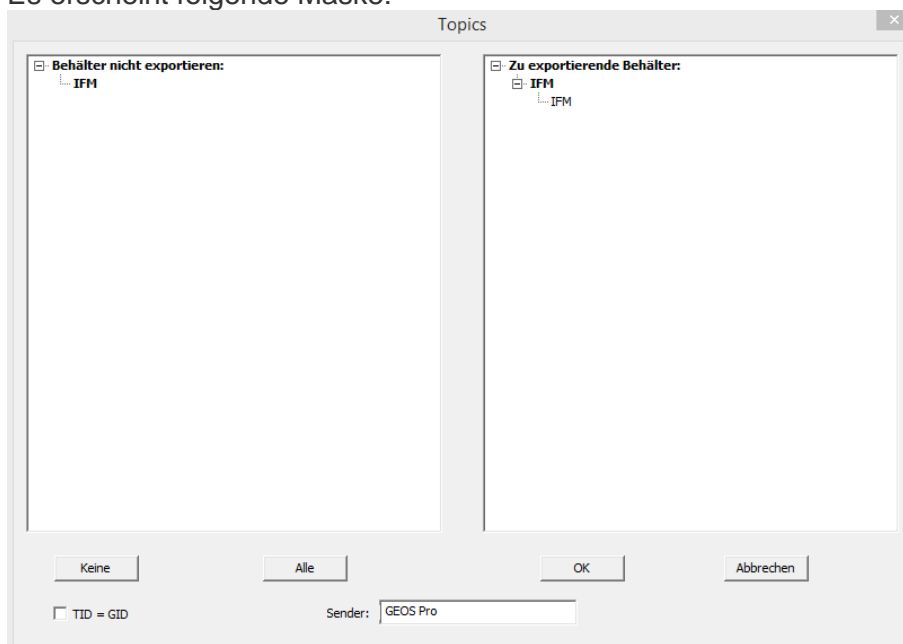 Es erscheint folgende Maske:
Topics
Behälter nicht exportieren:
IFM
Zu exportierende Behälter:
IFM
IFM
Keine
Alle
OK
Abbrechen
TID = GID
Sender: GEOS Pro